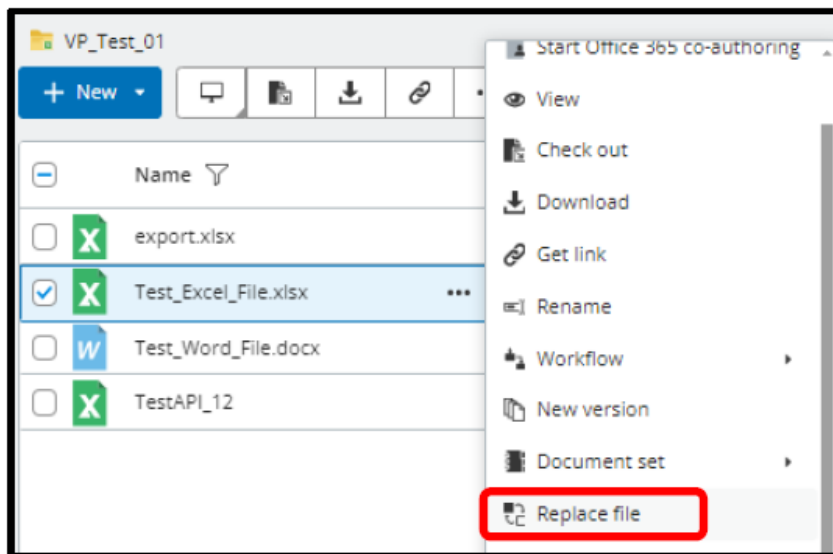 VP_Test_01
New
Name
export.xlsx
Test_Excel_File.xlsx
Test_Word_File.docx
TestAPI_12
Start Office 365 co-authoring
View
Check out
Download
Get link
Rename
Workflow
New version
Document set
Replace file